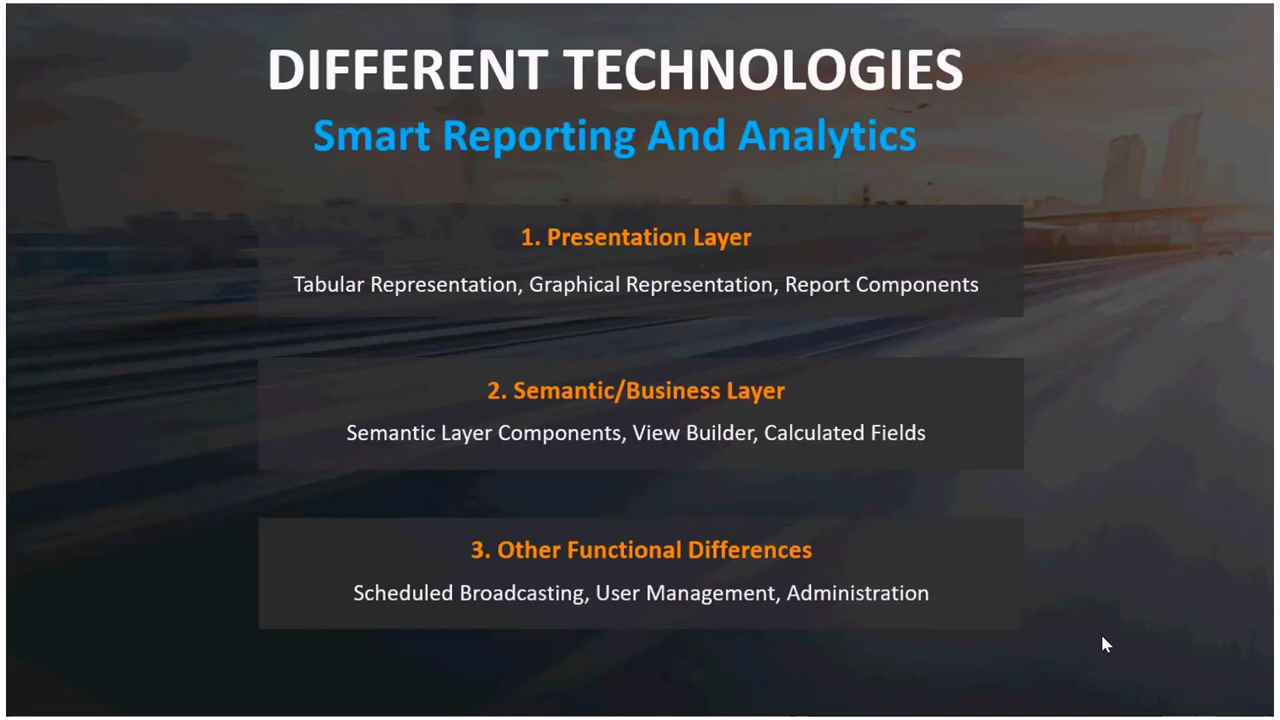 DIFFERENT TECHNOLOGIES
Smart Reporting And Analytics
1. Presentation Layer
Tabular Representation, Graphical Representation, Report Components
2. Semantic/Business Layer
Semantic Layer Components, View Builder, Calculated Fields
3. Other Functional Differences
Scheduled Broadcasting, User Management, Administration